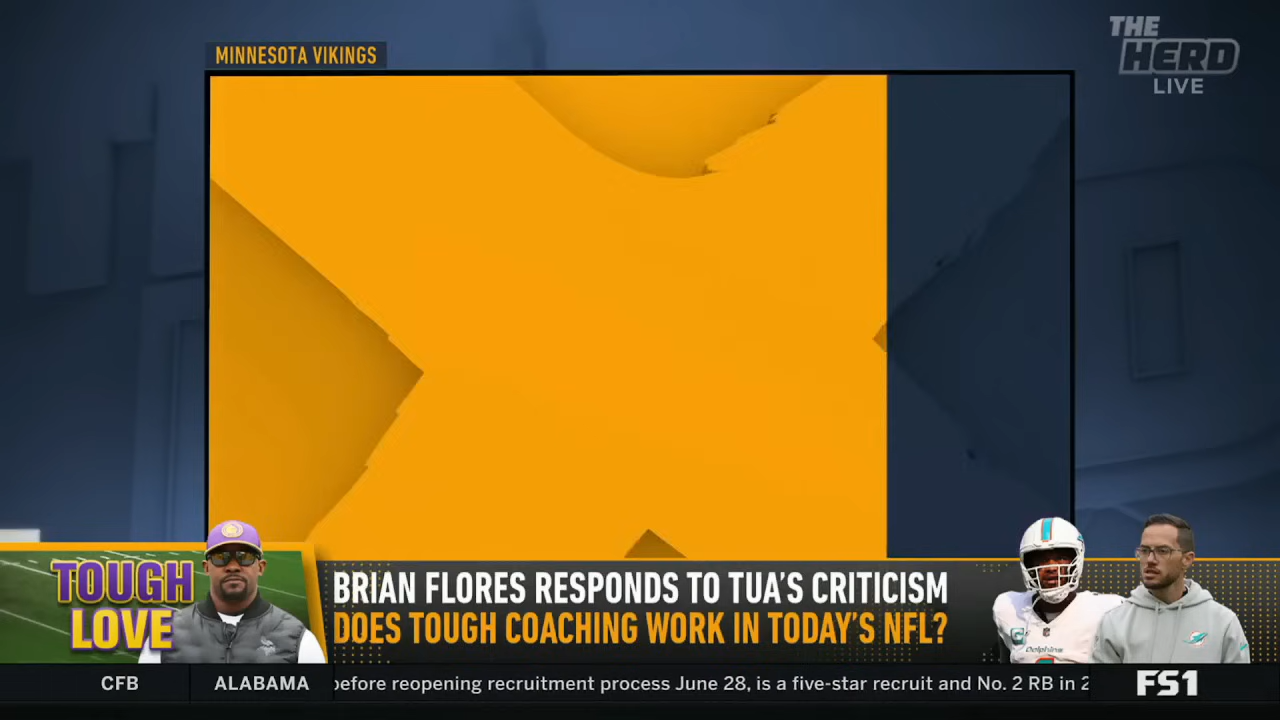 MINNESOTA VIKINGS
THE
HERD
LIVE
TOUGH
LOVE
BRIAN FLORES RESPONDS TO TUA'S CRITICISM
DOES TOUGH COACHING WORK IN TODAY'S NFL?
Dolphins
CFB
ALABAMA
before reopening recruitment process June 28, is a five-star recruit and No. 2 RB in 2
FS1